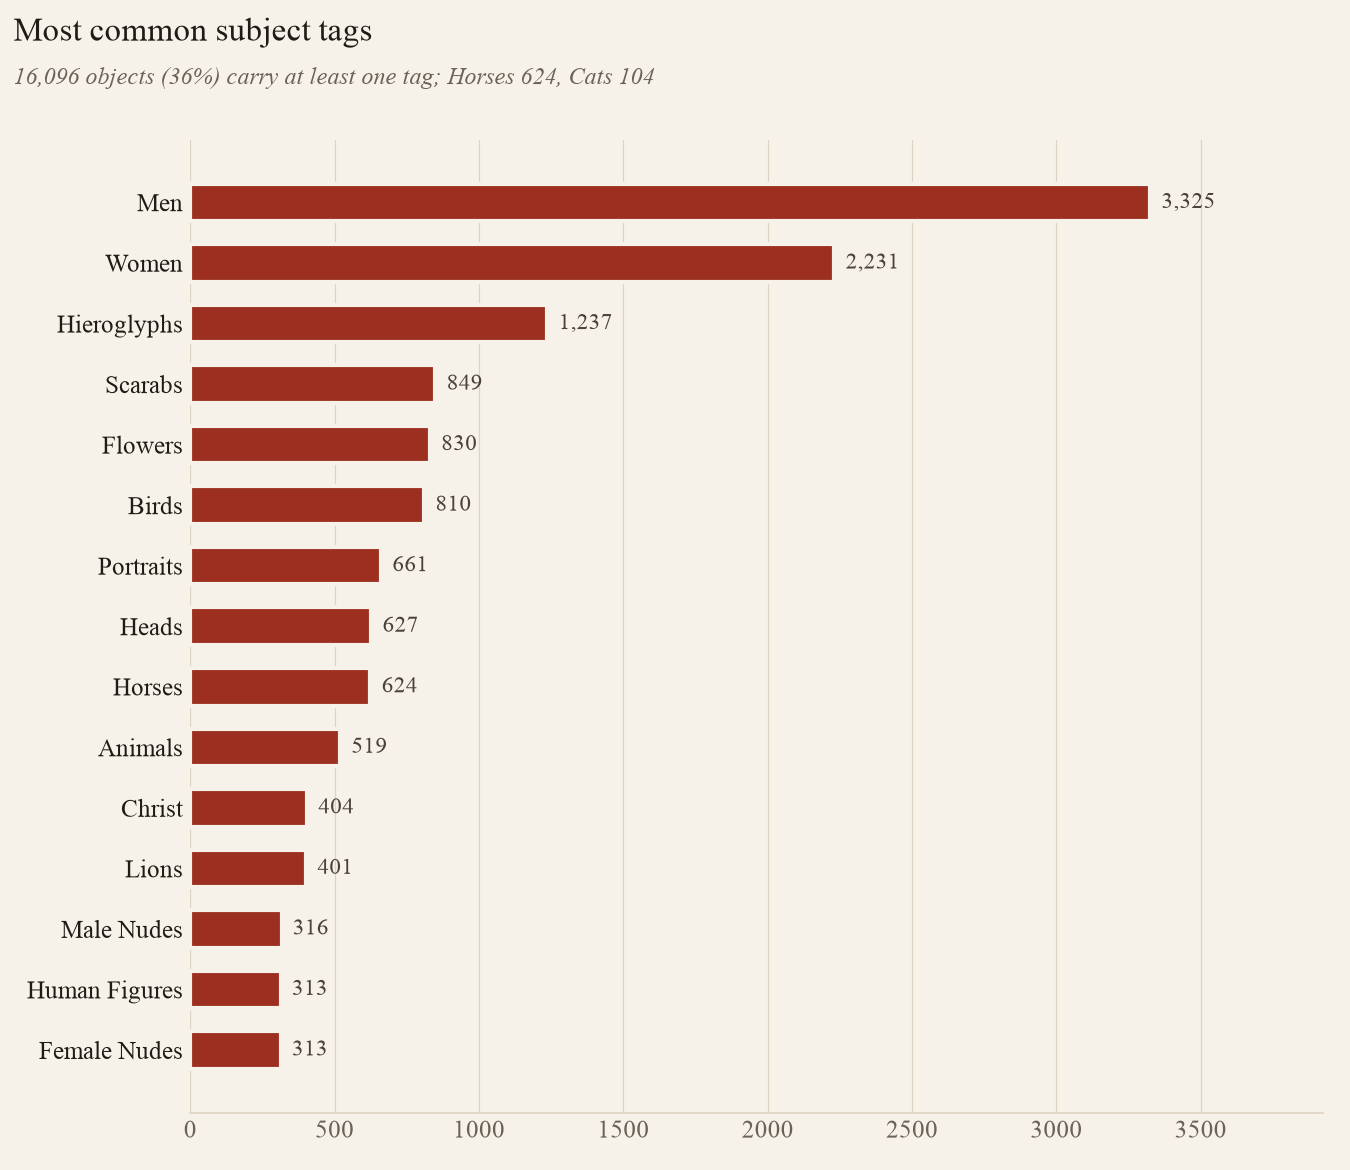 Most common subject tags
16,096 objects (36%) carry at least one tag; Horses 624, Cats 104
Men 3,325
Women 2,231
Hieroglyphs 1,237
Scarabs 849
Flowers 830
Birds 810
Portraits 661
Heads 627
Horses 624
Animals 519
Christ 404
Lions 401
Male Nudes 316
Human Figures 313
Female Nudes 313
0 500 1000 1500 2000 2500 3000 3500